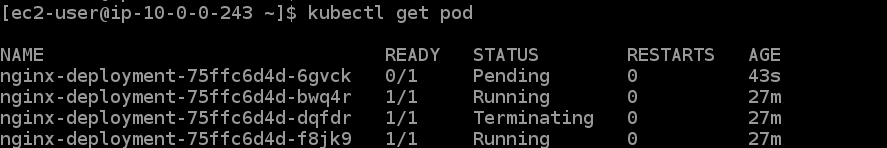 [ec2-user@ip-10-0-0-243 ~]$ kubectl get pod
NAME READY STATUS RESTARTS AGE
nginx-deployment-75ffc6d4d-6gvck 0/1 Pending 0 43s
nginx-deployment-75ffc6d4d-bwq4r 1/1 Running 0 27m
nginx-deployment-75ffc6d4d-dqfdr 1/1 Terminating 0 27m
nginx-deployment-75ffc6d4d-f8jk9 1/1 Running 0 27m